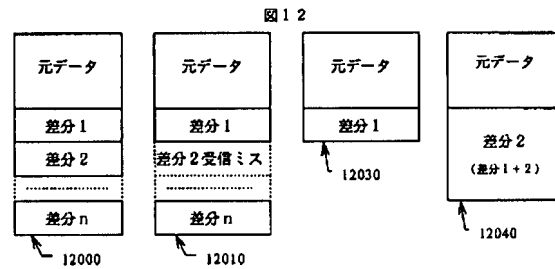 図12
元データ
差分1
差分2
差分n
12000
元データ
差分1
差分2受信ミス
差分n
12010
元データ
差分1
12030
元データ
差分2
(差分1+2)
12040